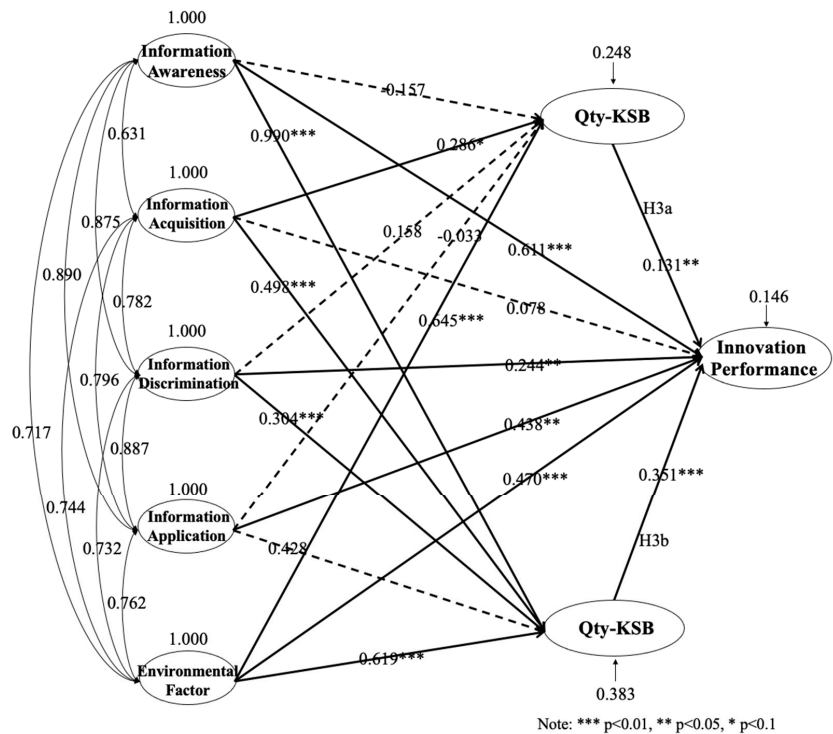 1.000
Information
Awareness
0.248
-0.157
Qty-KSB
0.631
0.990***
0.286*
1.000
Information
Acquisition
H3a
0.875
0.158
-0.033
0.611***
0.131**
0.890
0.498***
0.782
0.078
0.146
0.645***
1.000
Information
Discrimination
Innovation
Performance
0.244**
0.796
0.304***
0.438**
0.717
0.887
0.470***
0.351***
1.000
0.744
Information
Application
0.732
0.428
H3b
0.762
1.000
Qty-KSB
Environmental
Factor
0.619***
0.383
Note: *** p<0.01, ** p<0.05, * p<0.1